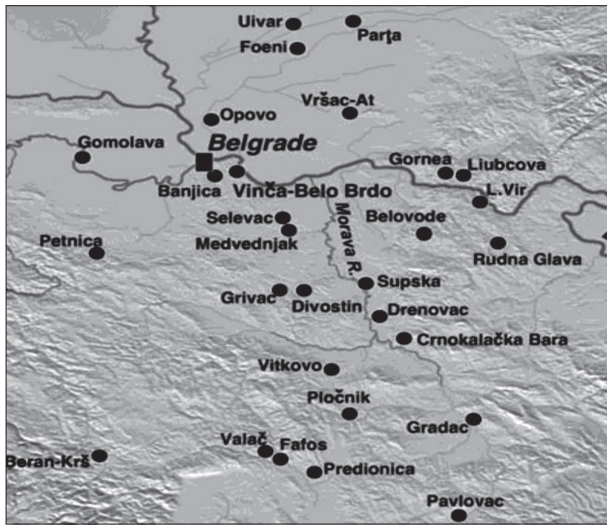 Uivar
Parţa
Foeni
Vršac-At
Opovo
Belgrade
Gomolava
Gornea
Liubcova
Banjica
Vinča-Belo Brdo
L.Vir
Selevac
Morava R.
Belovode
Medvednjak
Petnica
Rudna Glava
Supska
Grivac
Divostin
Drenovac
Crnokalačka Bara
Vitkovo
Pločnik
Gradac
Valač
Fafos
Beran-Krš
Predionica
Pavlovac